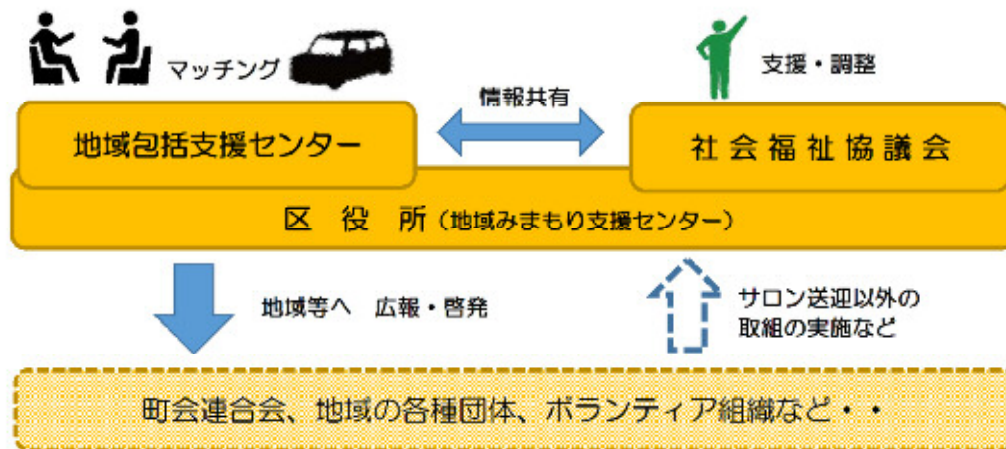 マッチング
支援・調整
情報共有
地域包括支援センター
社会福祉協議会
区役所（地域みまもり支援センター）
地域等へ　広報・啓発
サロン送迎以外の
取組の実施など
町会連合会、地域の各種団体、ボランティア組織など・・